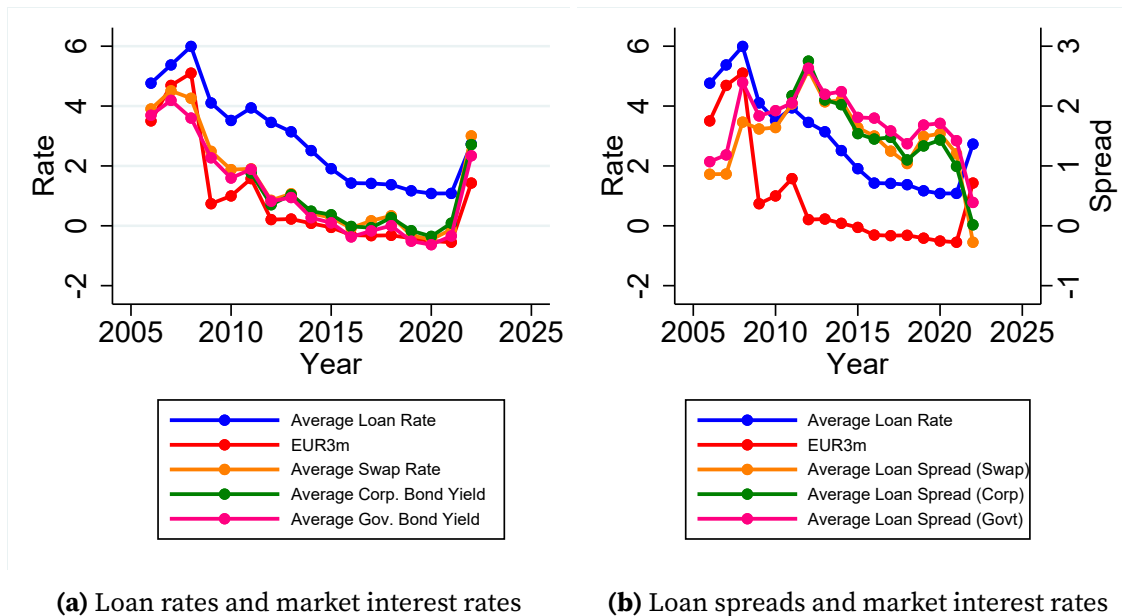 6
4
2
0
-2
Rate
2005
2010
2015
2020
2025
Year
Average Loan Rate
EUR3m
Average Swap Rate
Average Corp. Bond Yield
Average Gov. Bond Yield
(a) Loan rates and market interest rates
6
4
2
0
-2
Rate
3
2
1
0
-1
Spread
2005
2010
2015
2020
2025
Year
Average Loan Rate
EUR3m
Average Loan Spread (Swap)
Average Loan Spread (Corp)
Average Loan Spread (Govt)
(b) Loan spreads and market interest rates